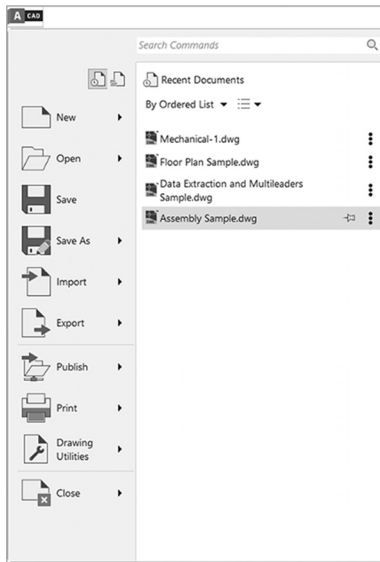 A CAD
Search Commands
Recent Documents
By Ordered List
New
Open
Save
Save As
Import
Export
Publish
Print
Drawing
Utilities
Close
Mechanical-1.dwg
Floor Plan Sample.dwg
Data Extraction and Multileaders
Sample.dwg
Assembly Sample.dwg